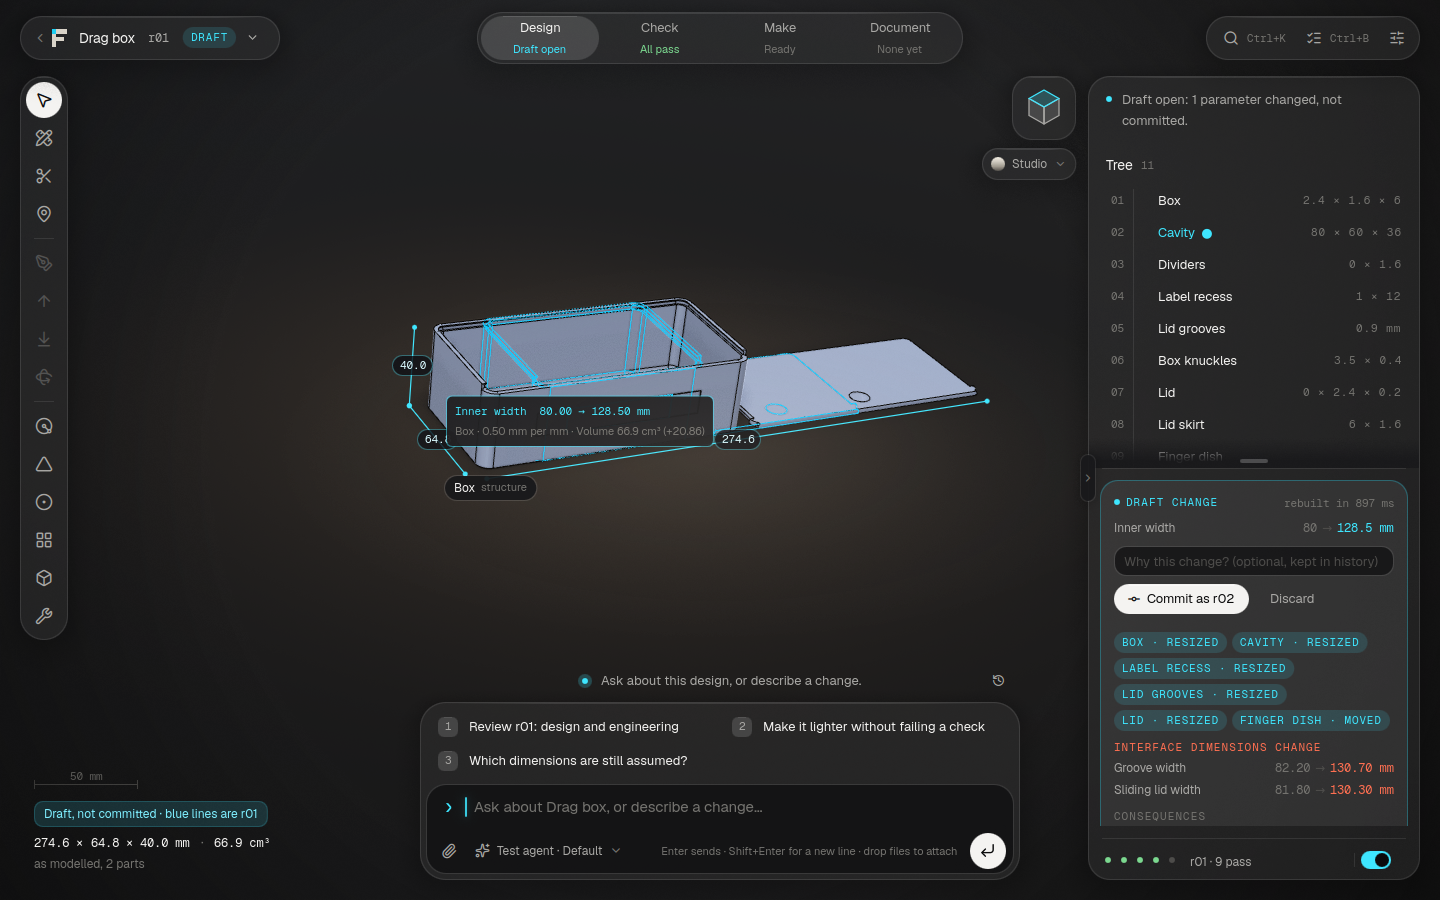 Drag box r01 DRAFT
Design
Draft open
Check
All pass
Make
Ready
Document
None yet
Ctrl+K
Ctrl+B
Studio
Draft open: 1 parameter changed, not
committed.
Tree 11
01 Box 2.4 × 1.6 × 6
02 Cavity 80 × 60 × 36
03 Dividers 0 × 1.6
04 Label recess 1 × 12
05 Lid grooves 0.9 mm
06 Box knuckles 3.5 × 0.4
07 Lid 0 × 2.4 × 0.2
08 Lid skirt 6 × 1.6
09 Finger dish
40.0
Inner width 80.00 → 128.50 mm
Box · 0.50 mm per mm · Volume 66.9 cm³ (+20.86)
64.8
274.6
Box structure
DRAFT CHANGE rebuilt in 897 ms
Inner width 80 → 128.5 mm
Why this change? (optional, kept in history)
Commit as r02 Discard
BOX · RESIZED CAVITY · RESIZED
LABEL RECESS · RESIZED
LID GROOVES · RESIZED
LID · RESIZED FINGER DISH · MOVED
INTERFACE DIMENSIONS CHANGE
Groove width 82.20 → 130.70 mm
Sliding lid width 81.80 → 130.30 mm
CONSEQUENCES
r01 · 9 pass
Ask about this design, or describe a change.
1 Review r01: design and engineering
2 Make it lighter without failing a check
3 Which dimensions are still assumed?
Ask about Drag box, or describe a change…
Test agent · Default
Enter sends · Shift+Enter for a new line · drop files to attach
50 mm
Draft, not committed · blue lines are r01
274.6 × 64.8 × 40.0 mm · 66.9 cm³
as modelled, 2 parts